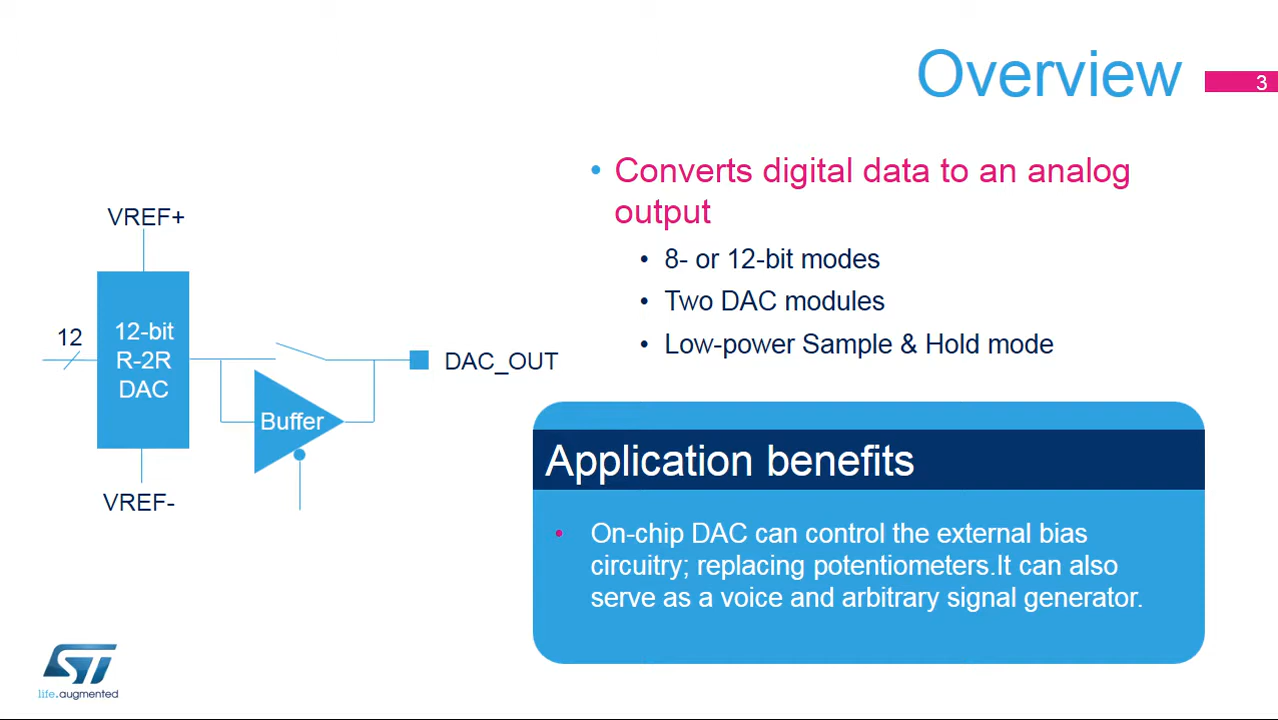 Overview
3
• Converts digital data to an analog
output
• 8- or 12-bit modes
• Two DAC modules
• Low-power Sample & Hold mode
VREF+
12
12-bit
R-2R
DAC
VREF-
Buffer
DAC_OUT
Application benefits
• On-chip DAC can control the external bias
circuitry; replacing potentiometers.It can also
serve as a voice and arbitrary signal generator.
ST
life.augmented